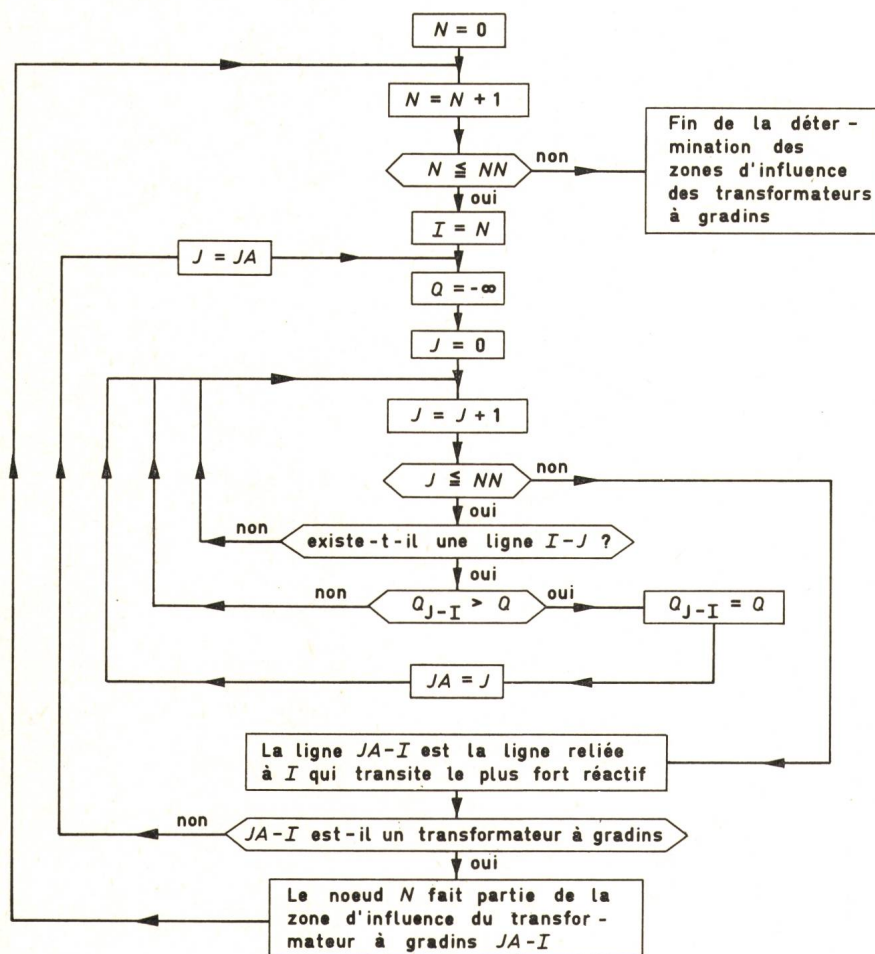 N = 0
N = N + 1
N ≦ NN
non
oui
Fin de la déter-
mination des
zones d'influence
des transformateurs
à gradins
I = N
J = JA
Q = -∞
J = 0
J = J + 1
J ≦ NN
non
oui
existe-t-il une ligne I-J ?
non
oui
Q J-I > Q
non
oui
Q J-I = Q
JA = J
La ligne JA-I est la ligne reliée
à I qui transite le plus fort réactif
JA-I est-il un transformateur à gradins
non
oui
Le noeud N fait partie de la
zone d'influence du transfor-
mateur à gradins JA-I